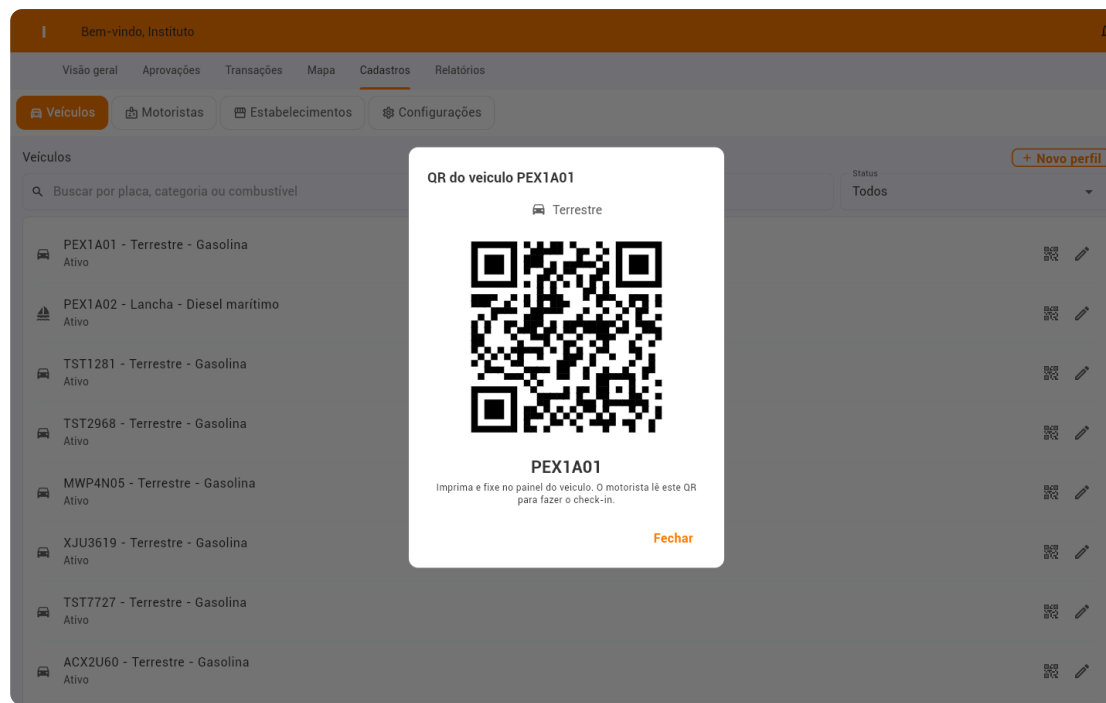 Bem-vindo, Instituto
Visão geral Aprovações Transações Mapa Cadastros Relatórios
Veículos Motoristas Estabelecimentos Configurações
Veículos
+ Novo perfil
Buscar por placa, categoria ou combustível
Status
Todos
PEX1A01 - Terrestre - Gasolina
Ativo
PEX1A02 - Lancha - Diesel marítimo
Ativo
TST1281 - Terrestre - Gasolina
Ativo
TST2968 - Terrestre - Gasolina
Ativo
MWP4N05 - Terrestre - Gasolina
Ativo
XJU3619 - Terrestre - Gasolina
Ativo
TST7727 - Terrestre - Gasolina
Ativo
ACX2U60 - Terrestre - Gasolina
Ativo
QR do veiculo PEX1A01
Terrestre
PEX1A01
Imprima e fixe no painel do veiculo. O motorista lê este QR
para fazer o check-in.
Fechar